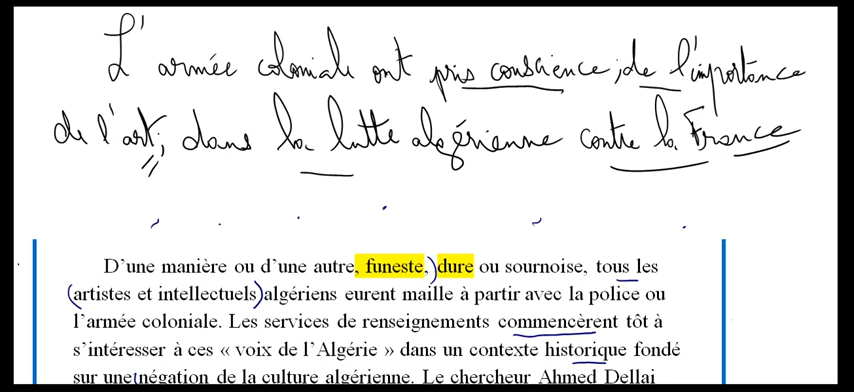 L'armée coloniale ont pris conscience, de l'importance
de l'art, dans la lutte algérienne contre la France
D'une manière ou d'une autre, funeste, dure ou sournoise, tous les
artistes et intellectuels algériens eurent maille à partir avec la police ou
l'armée coloniale. Les services de renseignements commencèrent tôt à
s'intéresser à ces « voix de l'Algérie » dans un contexte historique fondé
sur une négation de la culture algérienne. Le chercheur Ahmed Dellai